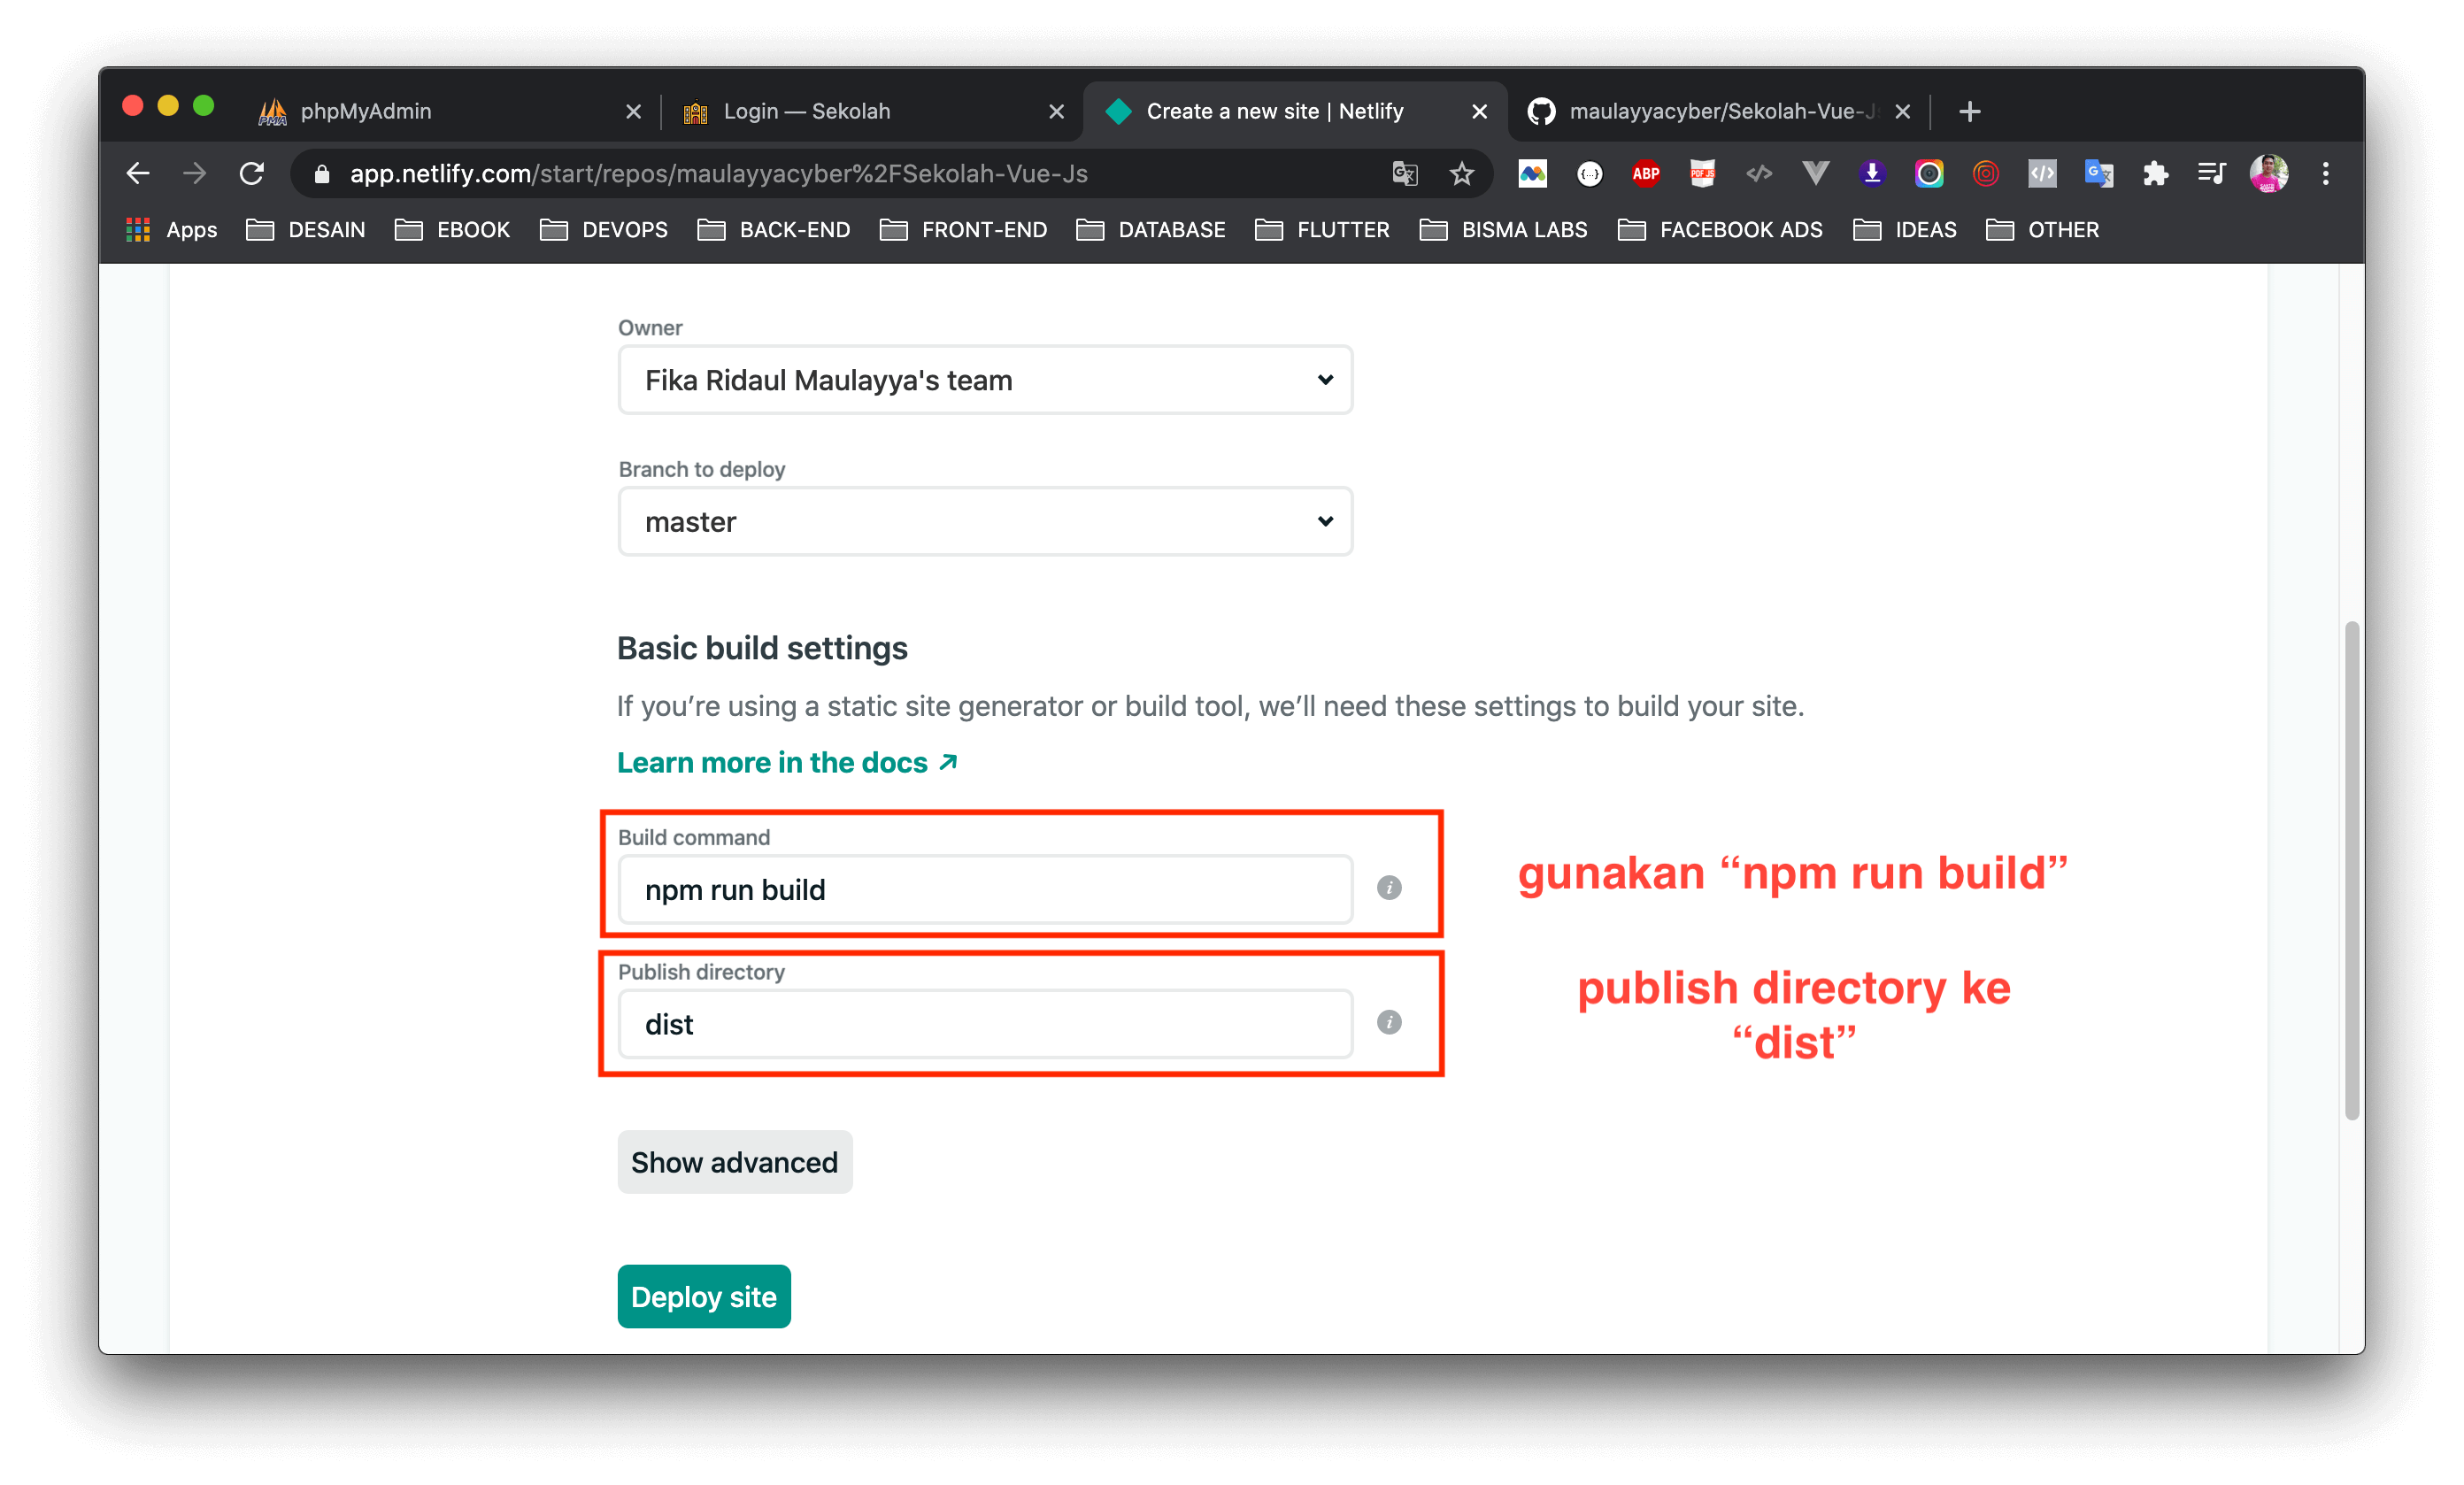 phpMyAdmin
Login — Sekolah
Create a new site | Netlify
maulayyacyber/Sekolah-Vue-J
app.netlify.com/start/repos/maulayyacyber%2FSekolah-Vue-Js
ABP
PDF JS
Apps
DESAIN
EBOOK
DEVOPS
BACK-END
FRONT-END
DATABASE
FLUTTER
BISMA LABS
FACEBOOK ADS
IDEAS
OTHER
Owner
Fika Ridaul Maulayya's team
Branch to deploy
master
Basic build settings
If you’re using a static site generator or build tool, we’ll need these settings to build your site.
Learn more in the docs ↗
Build command
npm run build
gunakan “npm run build”
Publish directory
dist
publish directory ke
“dist”
Show advanced
Deploy site